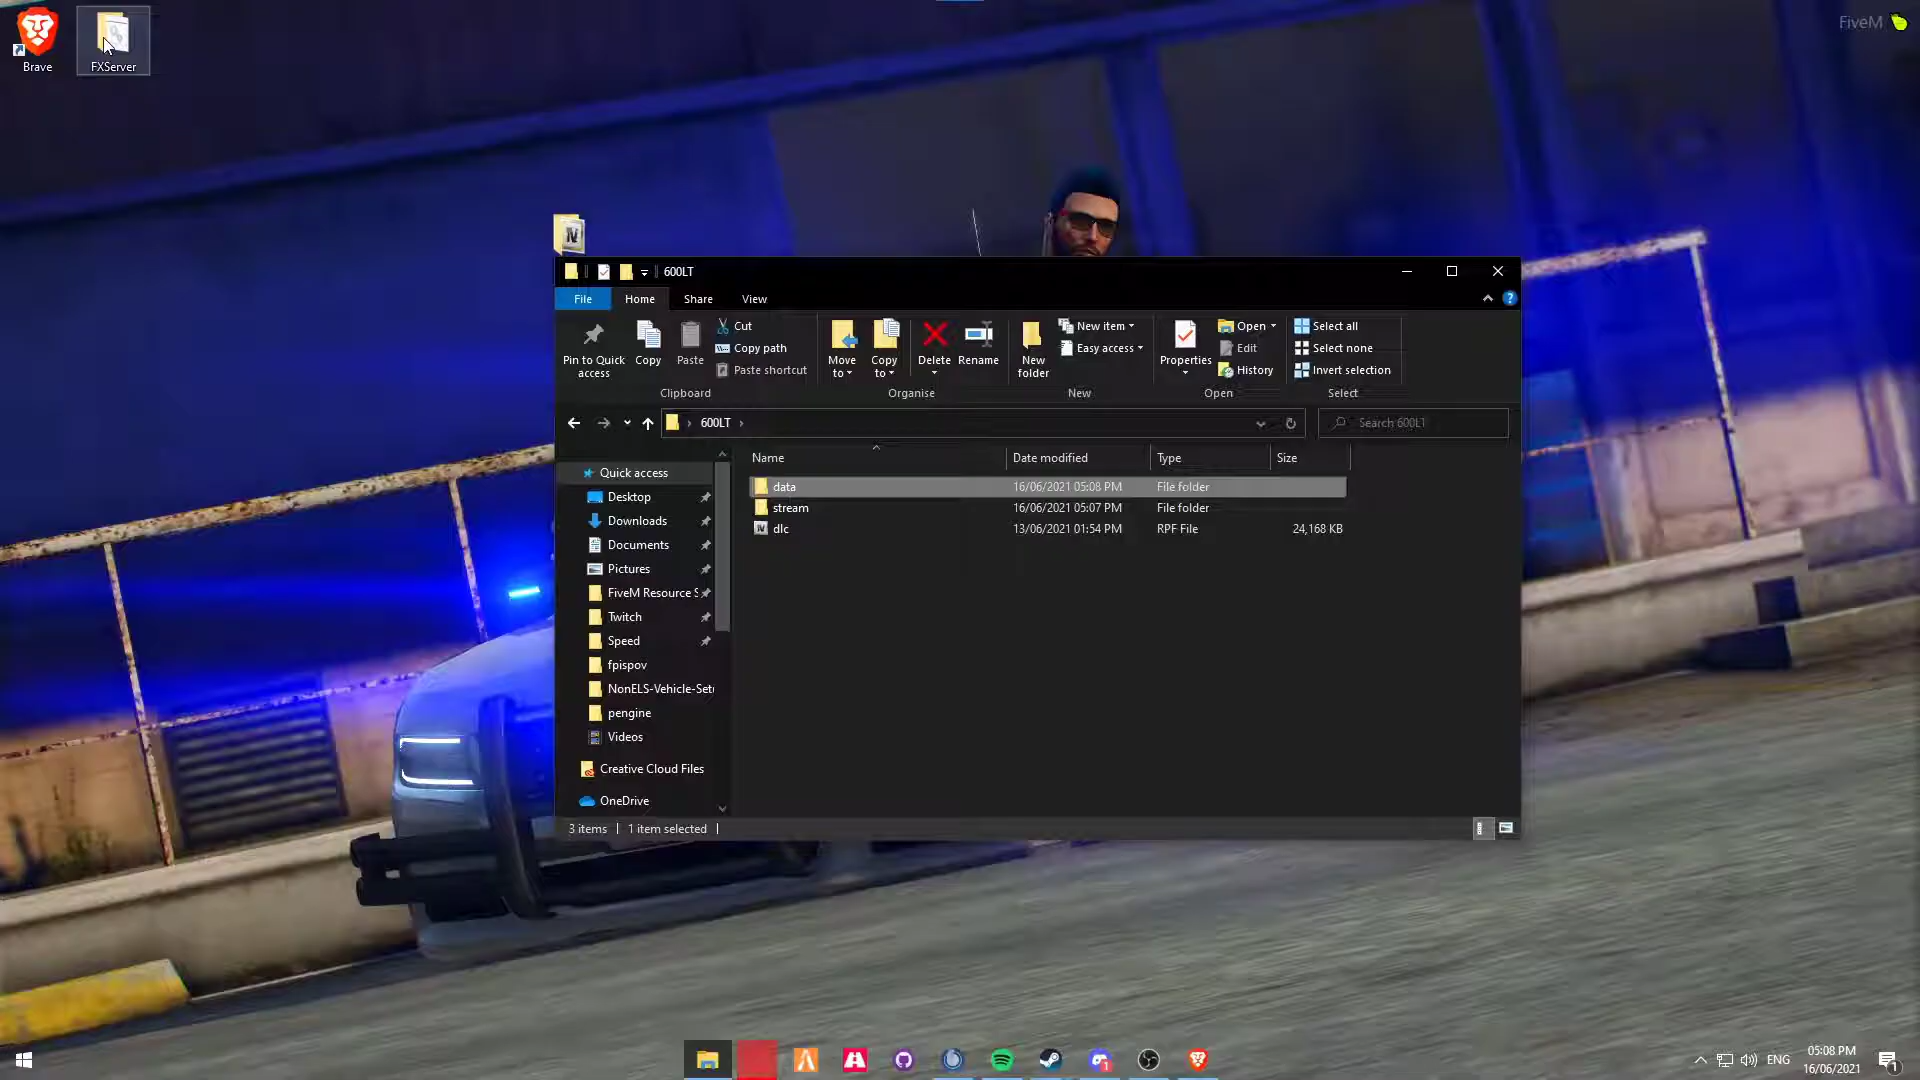 Brave
FXServer
FiveM
600LT
File
Home
Share
View
Pin to Quick access
Copy
Paste
Cut
Copy path
Paste shortcut
Clipboard
Move to
Copy to
Delete
Rename
Organise
New folder
New item
Easy access
New
Properties
Open
Edit
History
Open
Select all
Select none
Invert selection
Select
600LT
Search 600LT
Name
Date modified
Type
Size
data
16/06/2021 05:08 PM
File folder
stream
16/06/2021 05:07 PM
File folder
dlc
13/06/2021 01:54 PM
RPF File
24,168 KB
Quick access
Desktop
Downloads
Documents
Pictures
FiveM Resource S
Twitch
Speed
fpispov
NonELS-Vehicle-Set
pengine
Videos
Creative Cloud Files
OneDrive
3 items
1 item selected
ENG
05:08 PM
16/06/2021